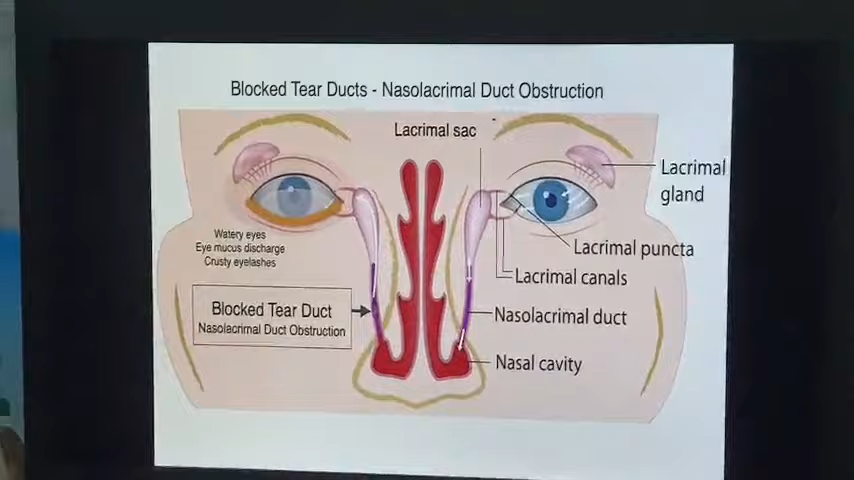 Blocked Tear Ducts - Nasolacrimal Duct Obstruction
Lacrimal sac
Lacrimal
gland
Watery eyes
Eye mucus discharge
Crusty eyelashes
Lacrimal puncta
Lacrimal canals
Blocked Tear Duct
Nasolacrimal Duct Obstruction
Nasolacrimal duct
Nasal cavity